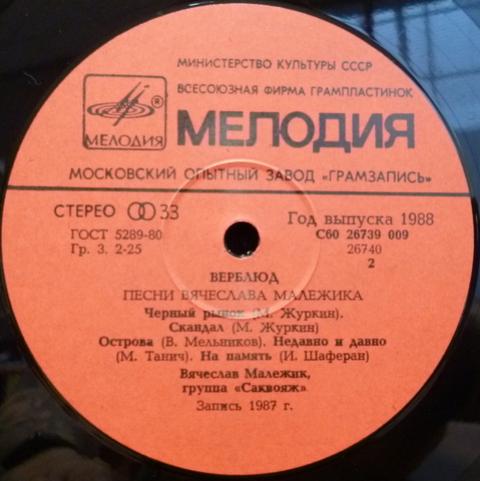 МИНИСТЕРСТВО КУЛЬТУРЫ СССР
ВСЕСОЮЗНАЯ ФИРМА ГРАМПЛАСТИНОК
®
МЕЛОДИЯ
МЕЛОДИЯ
МОСКОВСКИЙ ОПЫТНЫЙ ЗАВОД «ГРАМЗАПИСЬ»
СТЕРЕО 33
Год выпуска 1988
ГОСТ 5289-80
С60 26739 009
Гр. 3. 2-25
26740
2
ВЕРБЛЮД
ПЕСНИ ВЯЧЕСЛАВА МАЛЕЖИКА
Черный рынок (М. Журкин).
Скандал (М. Журкин)
Острова (В. Мельников). Недавно и давно
(М. Танич). На память (И. Шаферан)
Вячеслав Малежик,
группа «Саквояж»
Запись 1987 г.